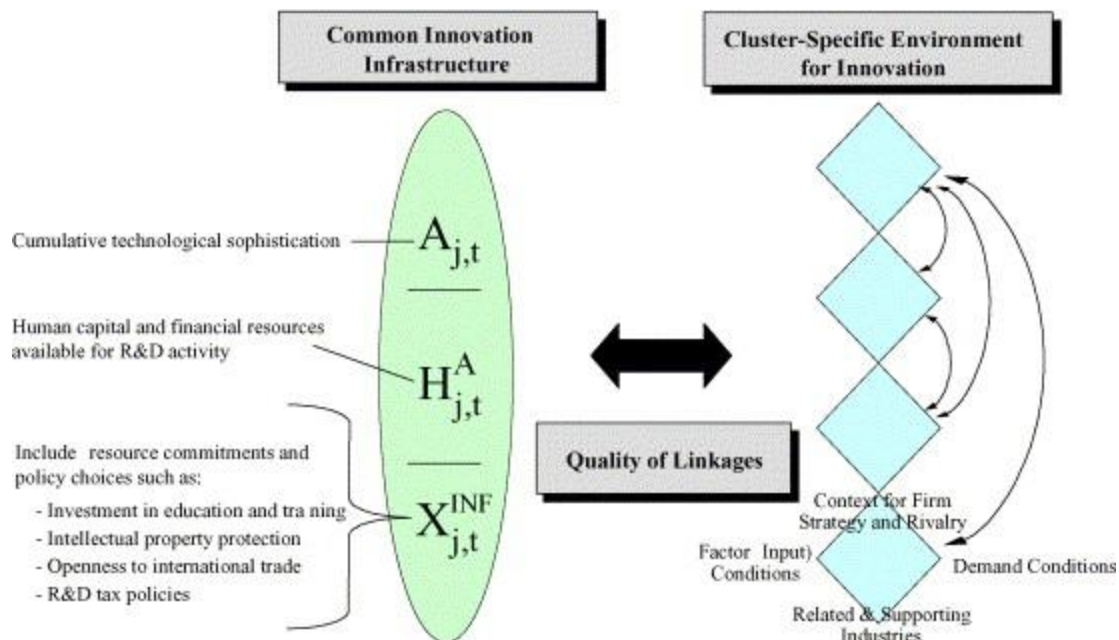 Common Innovation
Infrastructure
Cluster-Specific Environment
for Innovation
Cumulative technological sophistication
A j,t
Human capital and financial resources
available for R&D activity
H A j,t
Include resource commitments and
policy choices such as:
- Investment in education and tra ning
- Intellectual property protection
- Openness to international trade
- R&D tax policies
X INF j,t
Quality of Linkages
Context for Firm
Strategy and Rivalry
Factor Input)
Conditions
Demand Conditions
Related & Supporting
Industries